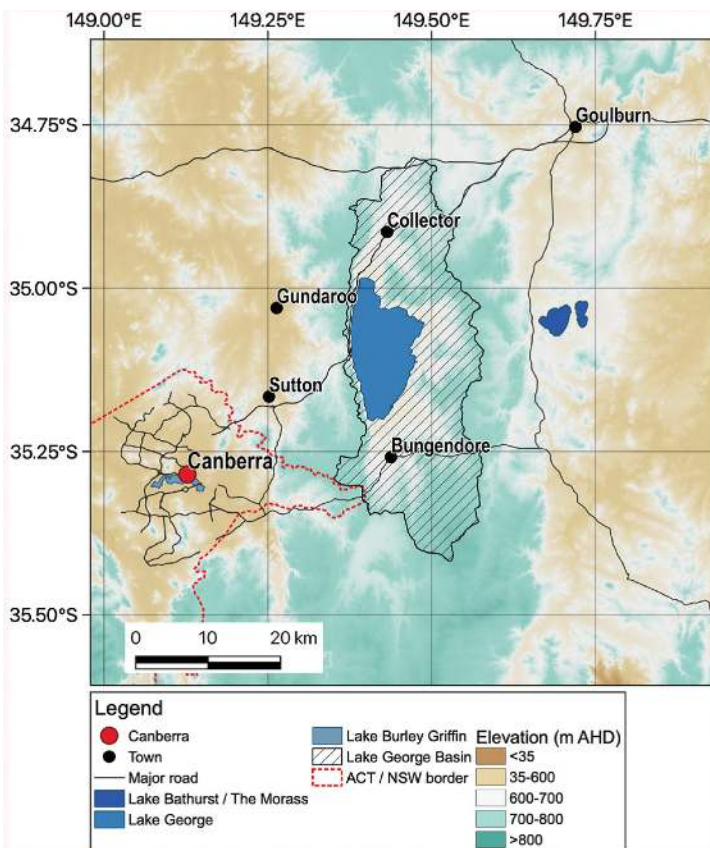 149.00°E 149.25°E 149.50°E 149.75°E
34.75°S
Goulburn
Collector
35.00°S
Gundaroo
Sutton
35.25°S
Bungendore
Canberra
35.50°S
0 10 20 km
Legend
Canberra
Town
Major road
Lake Bathurst / The Morass
Lake George
Lake Burley Griffin
Lake George Basin
ACT / NSW border
Elevation (m AHD)
<35
35-600
600-700
700-800
>800